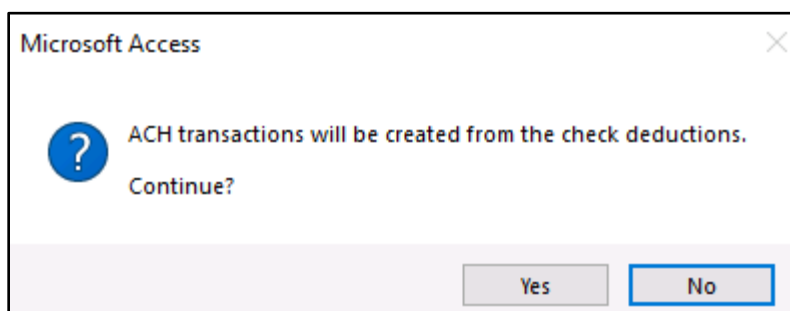 Microsoft Access
?
ACH transactions will be created from the check deductions.
Continue?
Yes
No